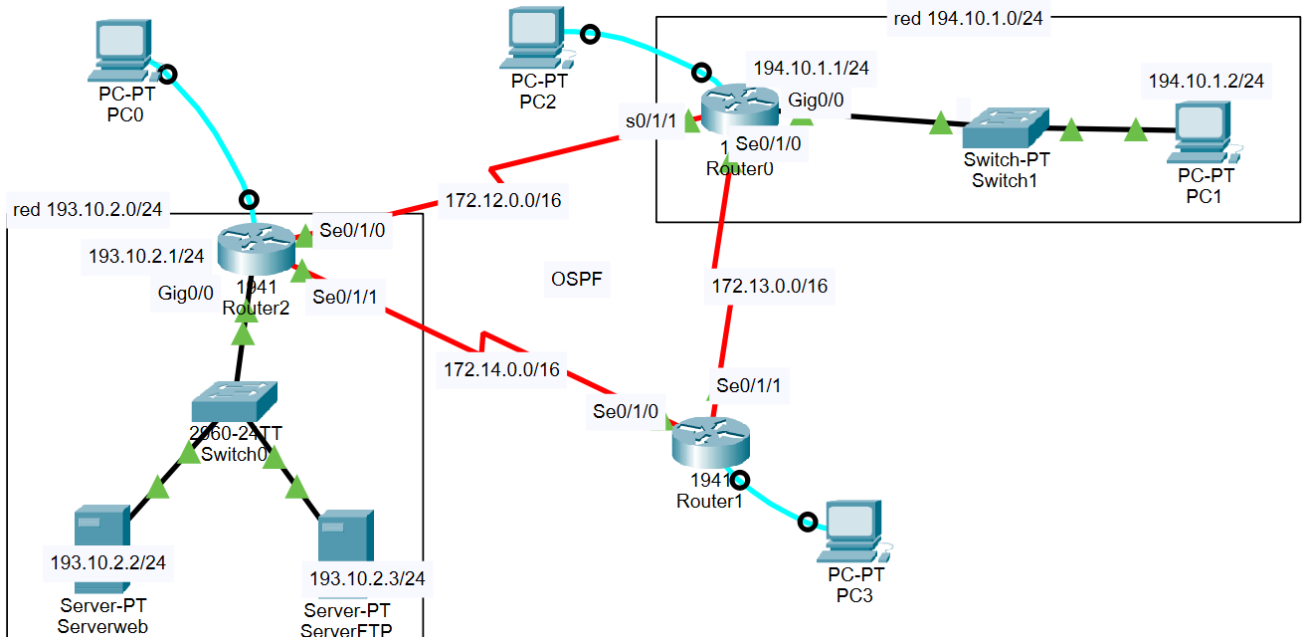 red 194.10.1.0/24
PC-PT
PC0
PC-PT
PC2
194.10.1.1/24
Gig0/0
194.10.1.2/24
s0/1/1
Se0/1/0
Router0
Switch-PT
Switch1
PC-PT
PC1
172.12.0.0/16
red 193.10.2.0/24
Se0/1/0
193.10.2.1/24
Gig0/0
1941
Router2
Se0/1/1
OSPF
172.13.0.0/16
172.14.0.0/16
Se0/1/1
Se0/1/0
2960-24TT
Switch0
1941
Router1
193.10.2.2/24
Server-PT
Serverweb
193.10.2.3/24
Server-PT
ServerFTP
PC-PT
PC3